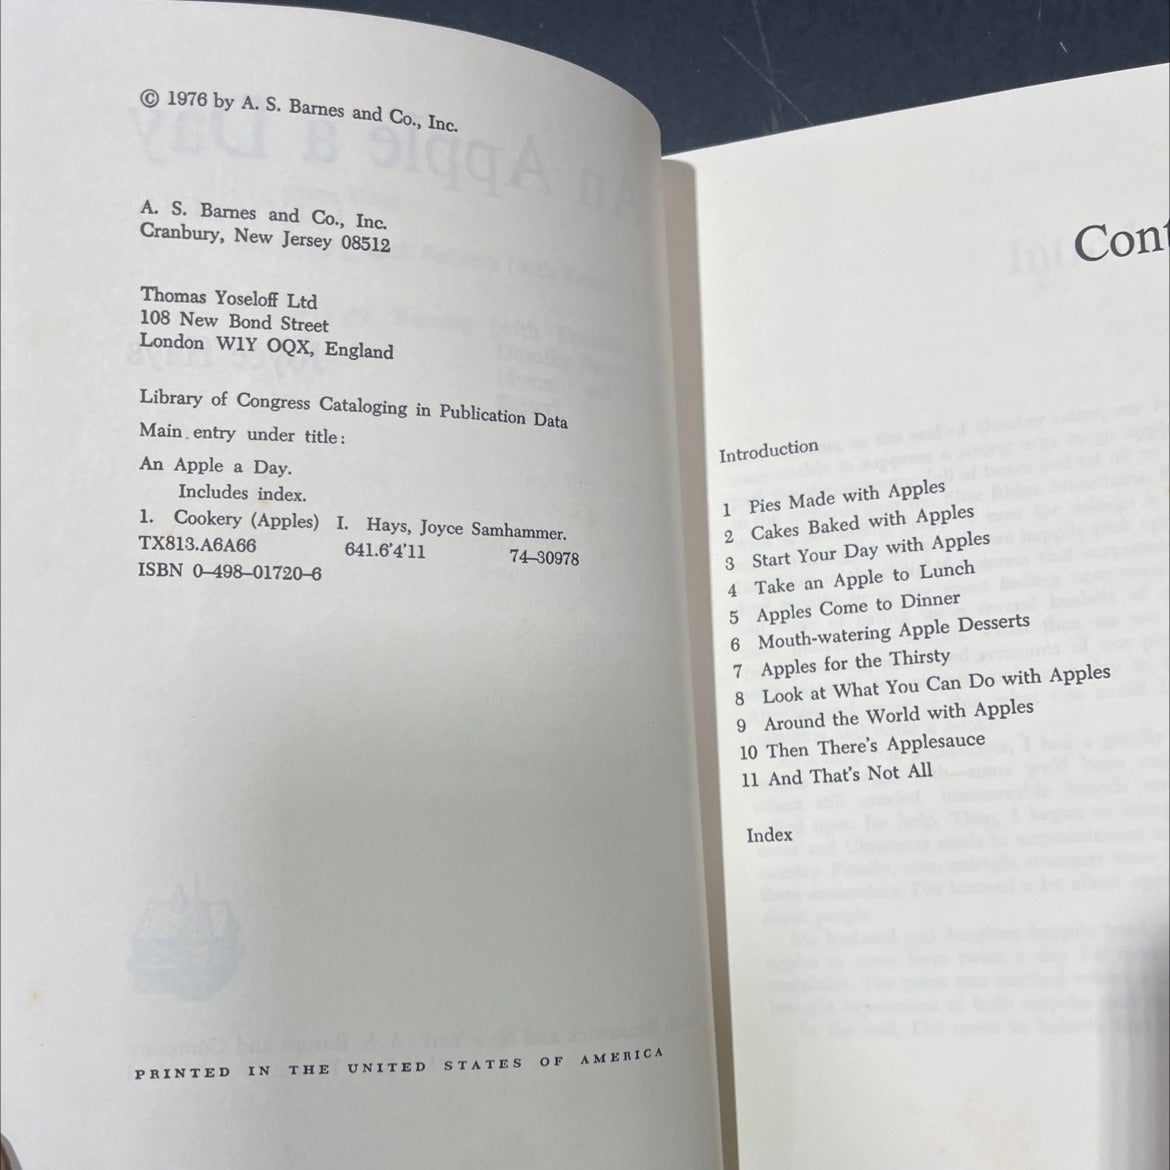 © 1976 by A. S. Barnes and Co., Inc.
A. S. Barnes and Co., Inc.
Cranbury, New Jersey 08512
Thomas Yoseloff Ltd
108 New Bond Street
London W1Y OQX, England
Library of Congress Cataloging in Publication Data
Main entry under title:
An Apple a Day.
Includes index.
1. Cookery (Apples) I. Hays, Joyce Samhammer.
TX813.A6A66 641.6'4'11 74–30978
ISBN 0–498–01720–6
PRINTED IN THE UNITED STATES OF AMERICA
Cont
Introduction
1 Pies Made with Apples
2 Cakes Baked with Apples
3 Start Your Day with Apples
4 Take an Apple to Lunch
5 Apples Come to Dinner
6 Mouth-watering Apple Desserts
7 Apples for the Thirsty
8 Look at What You Can Do with Apples
9 Around the World with Apples
10 Then There's Applesauce
11 And That's Not All
Index